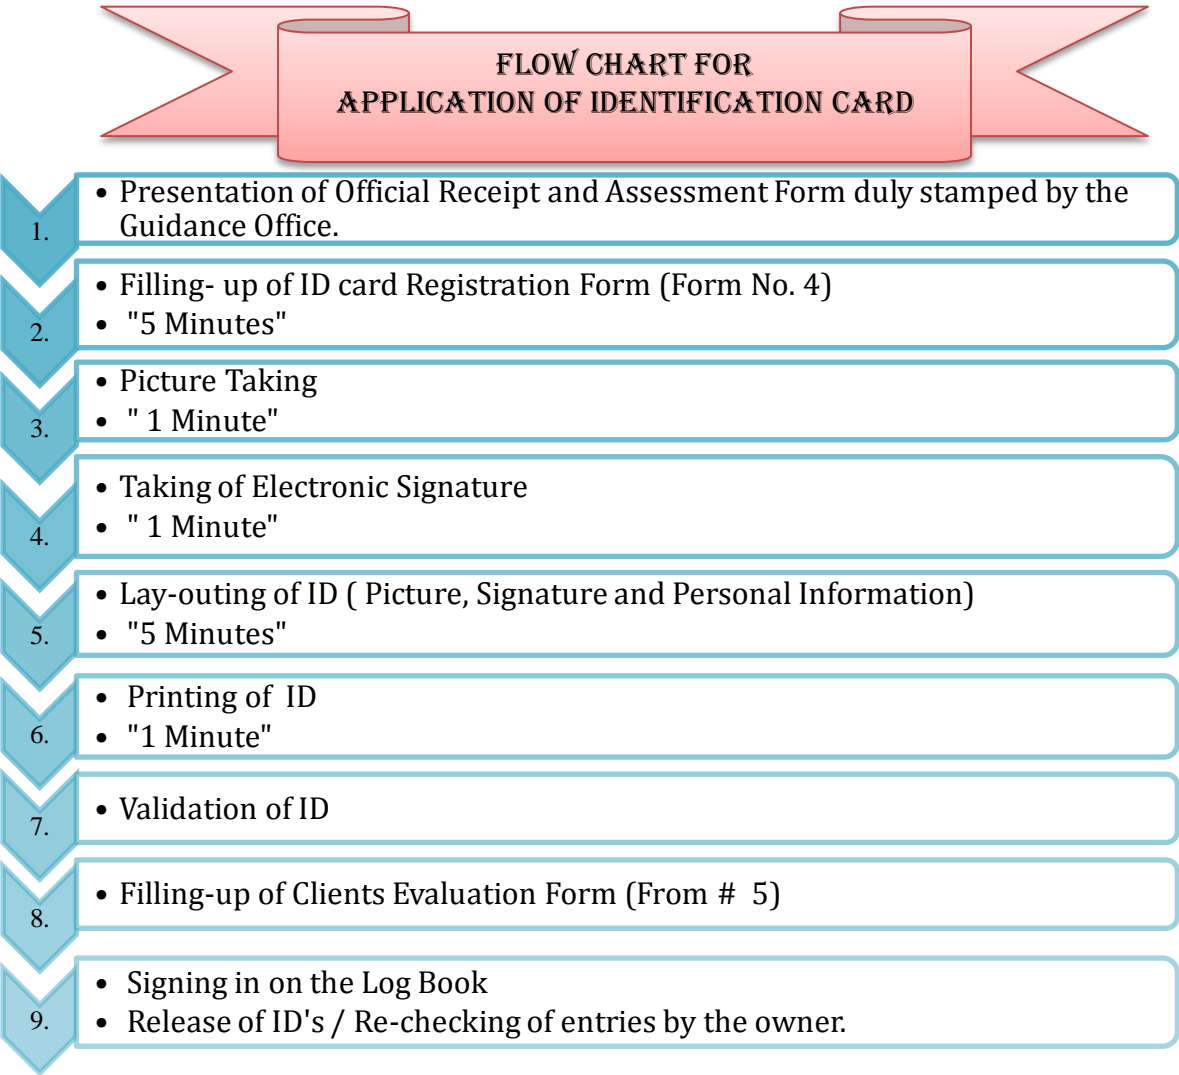 FLOW CHART FOR
APPLICATION OF IDENTIFICATION CARD
1.
• Presentation of Official Receipt and Assessment Form duly stamped by the
Guidance Office.
2.
• Filling- up of ID card Registration Form (Form No. 4)
• "5 Minutes"
3.
• Picture Taking
• " 1 Minute"
4.
• Taking of Electronic Signature
• " 1 Minute"
5.
• Lay-outing of ID ( Picture, Signature and Personal Information)
• "5 Minutes"
6.
• Printing of  ID
• "1 Minute"
7.
• Validation of ID
8.
• Filling-up of Clients Evaluation Form (From #  5)
9.
• Signing in on the Log Book
• Release of ID's / Re-checking of entries by the owner.